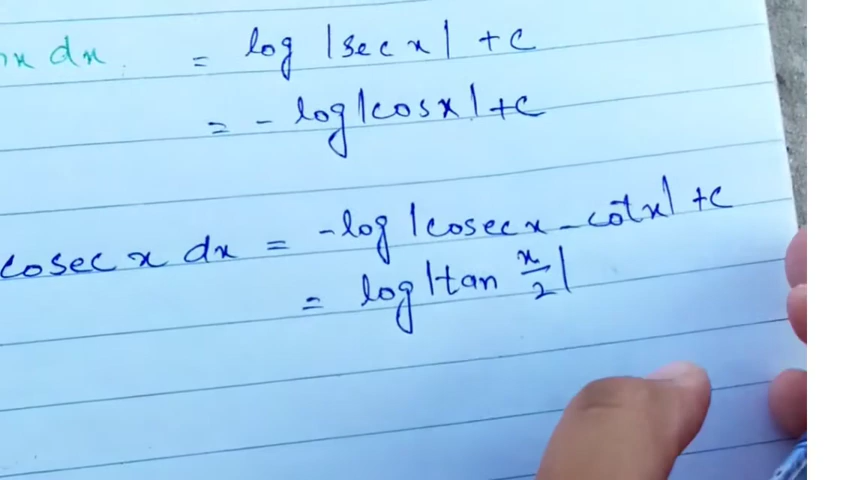 x dx = log |sec x| + c
= - log |cos x| + c
cosec x dx = - log |cosec x - cot x| + c
= log |tan x/2|